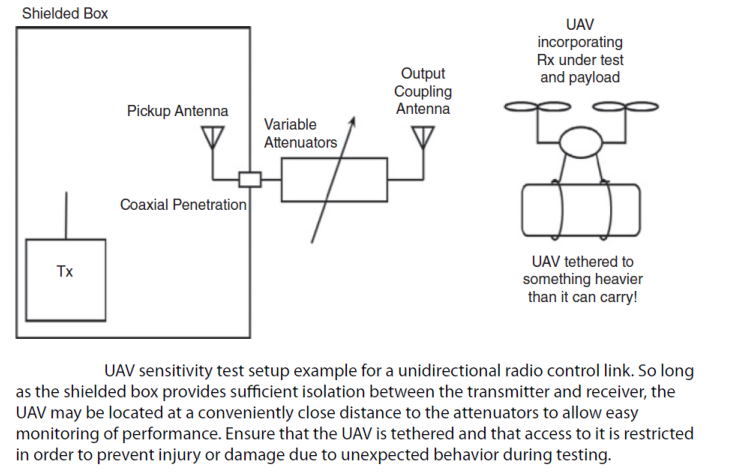 Shielded Box
UAV
incorporating
Rx under test
and payload
Output
Coupling
Antenna
Pickup Antenna
Variable
Attenuators
Coaxial Penetration
Tx
UAV tethered to
something heavier
than it can carry!
UAV sensitivity test setup example for a unidirectional radio control link. So long
as the shielded box provides sufficient isolation between the transmitter and receiver, the
UAV may be located at a conveniently close distance to the attenuators to allow easy
monitoring of performance. Ensure that the UAV is tethered and that access to it is restricted
in order to prevent injury or damage due to unexpected behavior during testing.